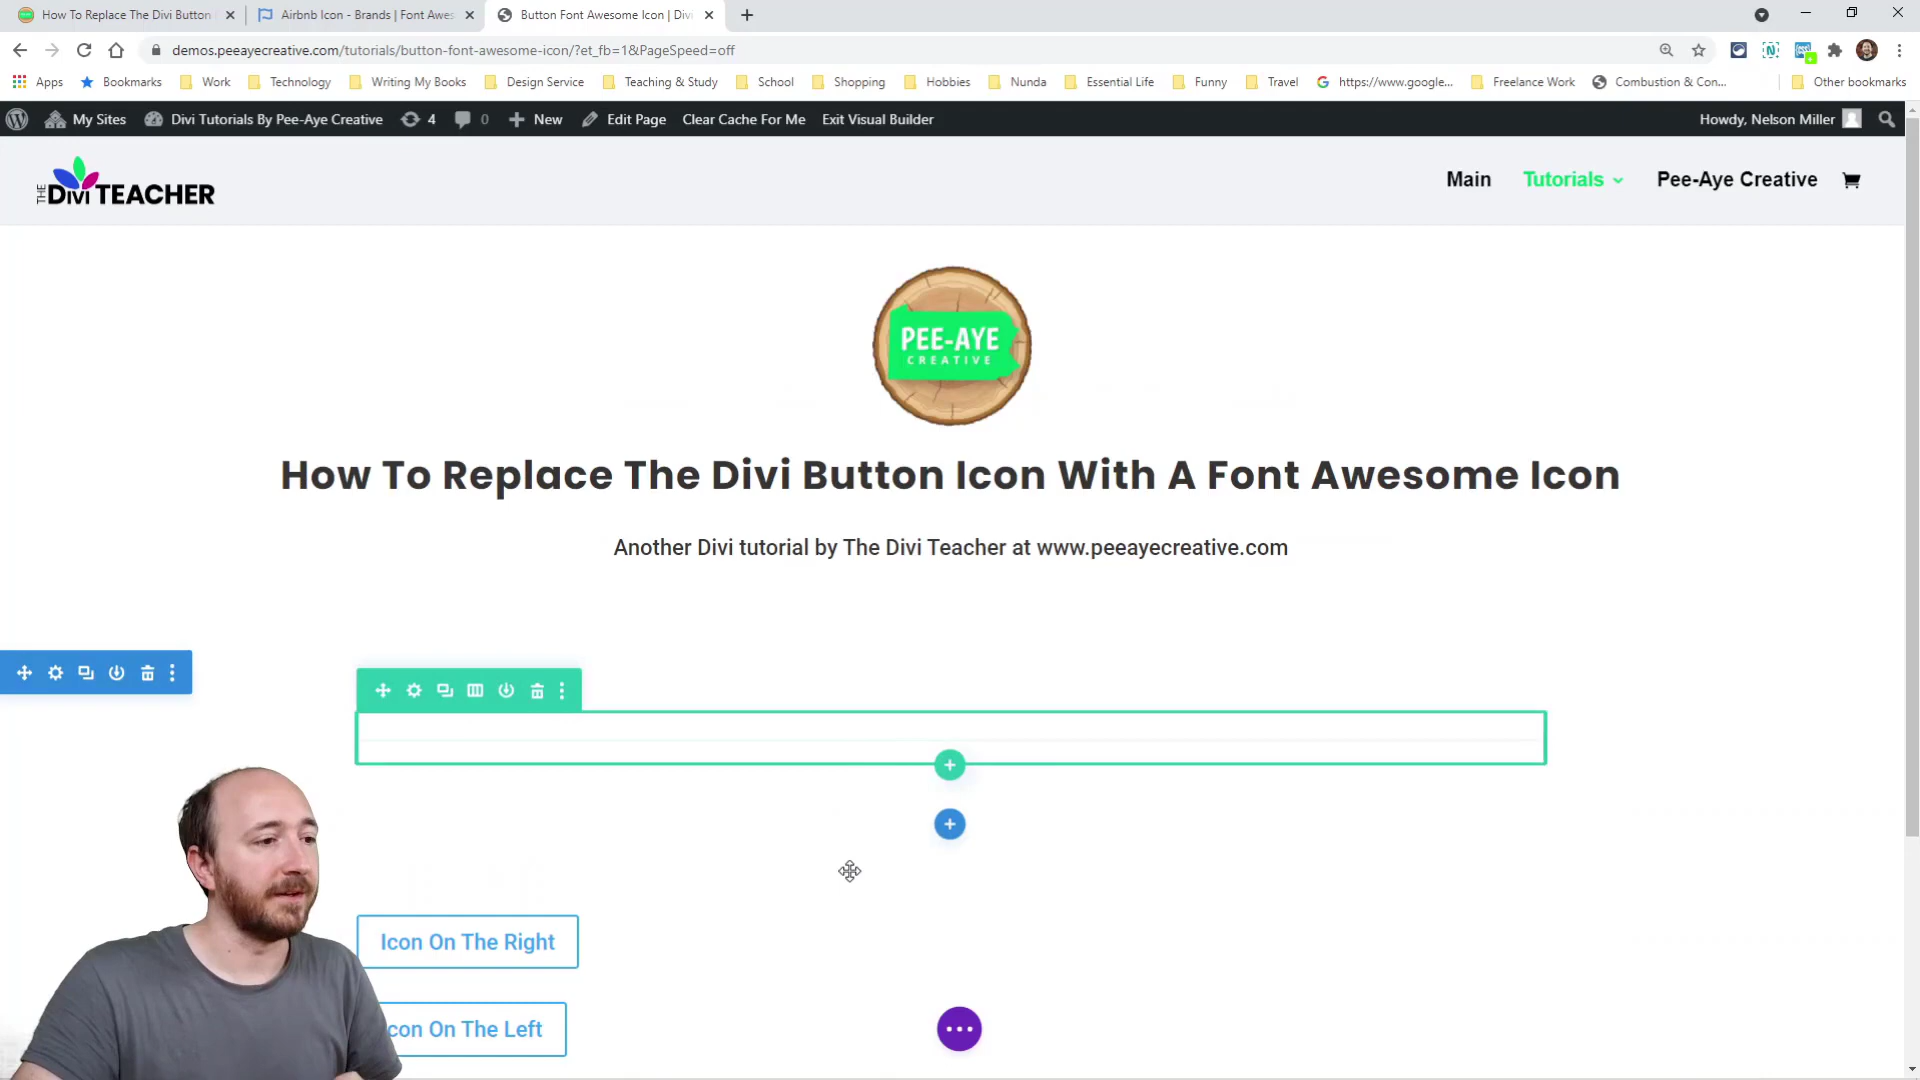 How To Replace The Divi Button
Airbnb Icon - Brands | Font Awes
Button Font Awesome Icon | Div
demos.peeayecreative.com/tutorials/button-font-awesome-icon/?et_fb=1&PageSpeed=off
Apps Bookmarks Work Technology Writing My Books Design Service Teaching & Study School Shopping Hobbies Nunda Essential Life Funny Travel https://www.google... Freelance Work Combustion & Con... Other bookmarks
My Sites Divi Tutorials By Pee-Aye Creative 4 0 New Edit Page Clear Cache For Me Exit Visual Builder Howdy, Nelson Miller
THE DIVI TEACHER
Main Tutorials Pee-Aye Creative
PEE-AYE
CREATIVE
How To Replace The Divi Button Icon With A Font Awesome Icon
Another Divi tutorial by The Divi Teacher at www.peeayecreative.com
Icon On The Right
con On The Left